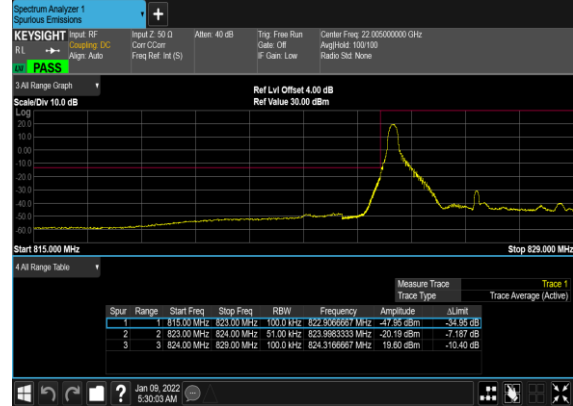 Spectrum Analyzer 1
Spurious Emissions
+
KEYSIGHT Input: RF Input Z: 50 Ω Atten: 40 dB Trig: Free Run Center Freq: 22.005000000 GHz
RL Coupling: DC Corr CCorr Gate: Off Avg|Hold: 100/100
Align: Auto Freq Ref: Int (S) IF Gain: Low Radio Std: None
LXI PASS
3 All Range Graph
Ref Lvl Offset 4.00 dB
Scale/Div 10.0 dB Ref Value 30.00 dBm
Log
20.0
10.0
0.00
-10.0
-20.0
-30.0
-40.0
-50.0
-60.0
Start 815.000 MHz Stop 829.000 MHz
4 All Range Table
Measure Trace Trace 1
Trace Type Trace Average (Active)
Spur Range Start Freq Stop Freq RBW Frequency Amplitude ΔLimit
1 1 815.00 MHz 823.00 MHz 100.0 kHz 822.9066667 MHz -47.95 dBm -34.95 dB
2 2 823.00 MHz 824.00 MHz 51.00 kHz 823.9983333 MHz -20.19 dBm -7.187 dB
3 3 824.00 MHz 829.00 MHz 100.0 kHz 824.3166667 MHz 19.60 dBm -10.40 dB
? Jan 09, 2022
5:30:03 AM